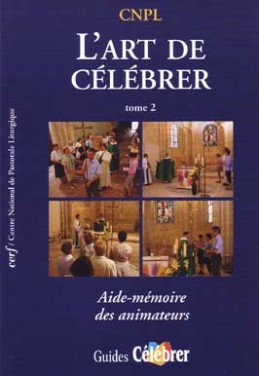 CNPL
L'ART DE
CÉLÉBRER
tome 2
cerf / Centre National de Pastorale Liturgique
Aide-mémoire
des animateurs
Guides Célébrer